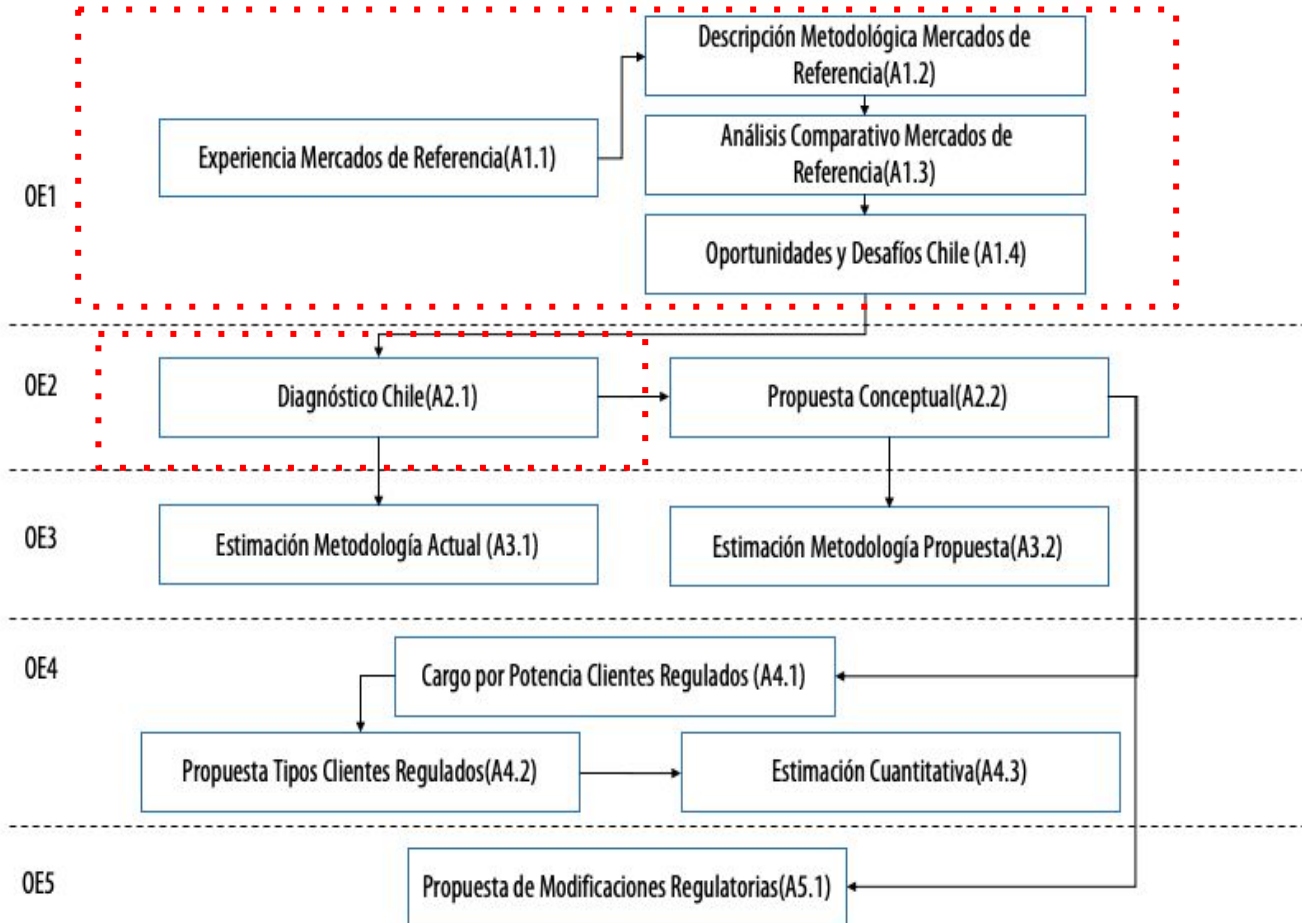 OE1
Experiencia Mercados de Referencia(A1.1)
Descripción Metodológica Mercados de
Referencia(A1.2)
Análisis Comparativo Mercados de
Referencia(A1.3)
Oportunidades y Desafíos Chile (A1.4)
OE2
Diagnóstico Chile(A2.1)
Propuesta Conceptual(A2.2)
OE3
Estimación Metodología Actual (A3.1)
Estimación Metodología Propuesta(A3.2)
OE4
Cargo por Potencia Clientes Regulados (A4.1)
Propuesta Tipos Clientes Regulados(A4.2)
Estimación Cuantitativa(A4.3)
OE5
Propuesta de Modificaciones Regulatorias(A5.1)